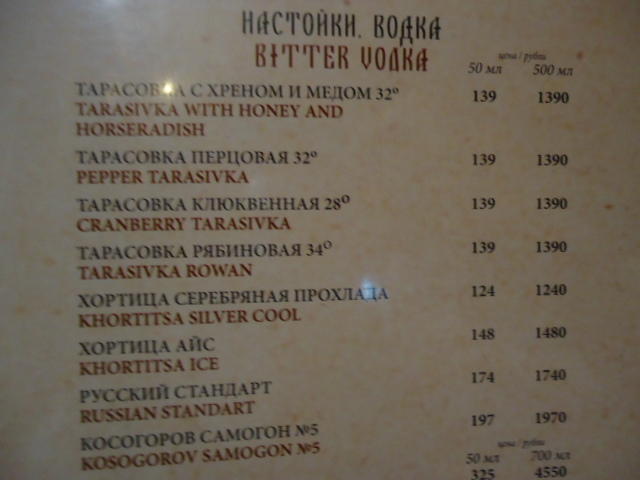 НАСТОЙКИ. ВОДКА
BITTER VODKA
цена / рубли
50 мл 500 мл
ТАРАСОВКА С ХРЕНОМ И МЕДОМ 32° 139 1390
TARASIVKA WITH HONEY AND
HORSERADISH
ТАРАСОВКА ПЕРЦОВАЯ 32° 139 1390
PEPPER TARASIVKA
ТАРАСОВКА КЛЮКВЕННАЯ 28° 139 1390
CRANBERRY TARASIVKA
ТАРАСОВКА РЯБИНОВАЯ 34° 139 1390
TARASIVKA ROWAN
ХОРТИЦА СЕРЕБРЯНАЯ ПРОХЛАДА 124 1240
KHORTITSA SILVER COOL
ХОРТИЦА АЙС 148 1480
KHORTITSA ICE
РУССКИЙ СТАНДАРТ 174 1740
RUSSIAN STANDART
КОСОГОРОВ САМОГОН №5 197 1970
KOSOGOROV SAMOGON №5
цена / рубли
50 мл 700 мл
325 4550